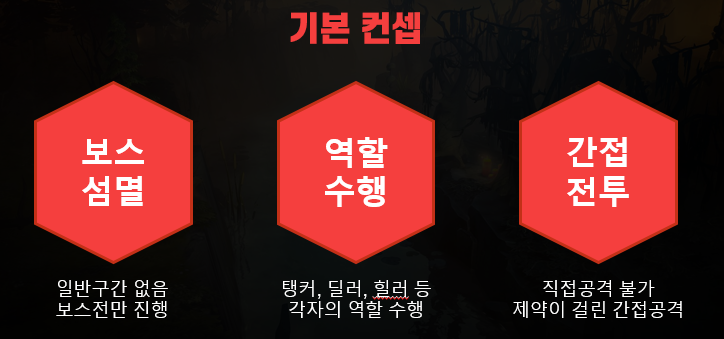 기본 컨셉
보스
섬멸
역할
수행
간접
전투
일반구간 없음
보스전만 진행
탱커, 딜러, 힐러 등
각자의 역할 수행
직접공격 불가
제약이 걸린 간접공격